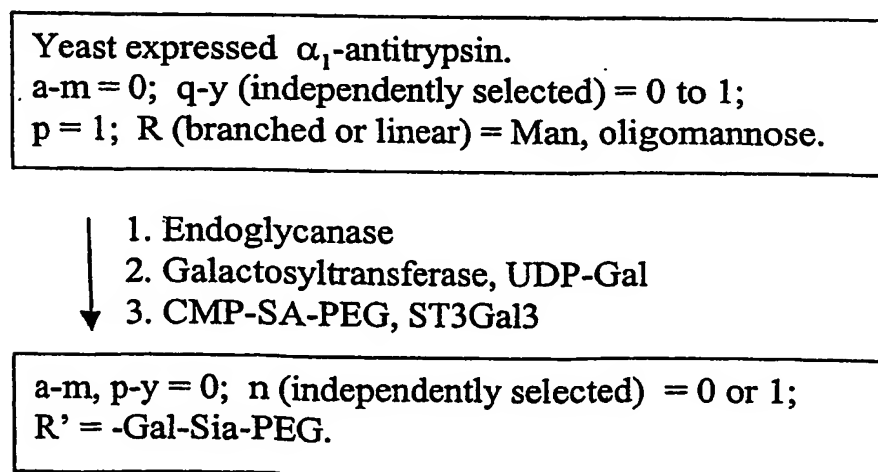 Yeast expressed α₁-antitrypsin.
a-m = 0; q-y (independently selected) = 0 to 1;
p = 1; R (branched or linear) = Man, oligomannose.
1. Endoglycanase
2. Galactosyltransferase, UDP-Gal
3. CMP-SA-PEG, ST3Gal3
a-m, p-y = 0; n (independently selected) = 0 or 1;
R' = -Gal-Sia-PEG.